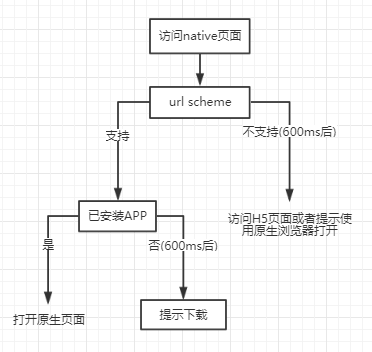 访问native页面
url scheme
支持
不支持(600ms后)
已安装APP
访问H5页面或者提示使
用原生浏览器打开
是
否(600ms后)
打开原生页面
提示下载